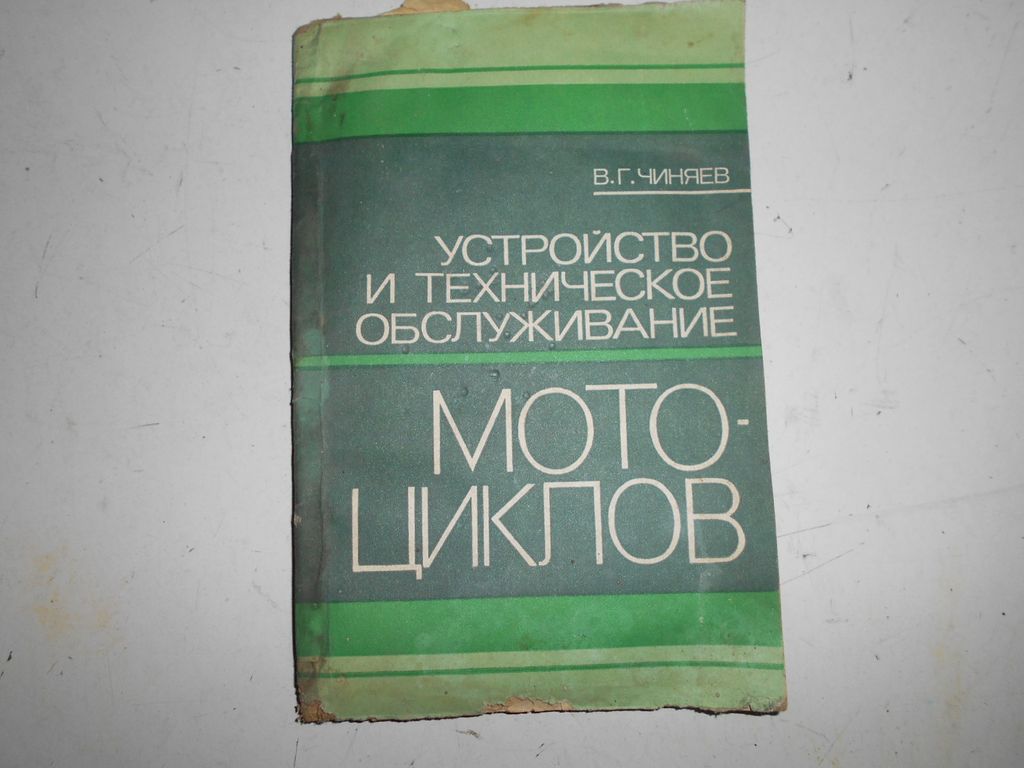 В.Г.ЧИНЯЕВ
УСТРОЙСТВО
И ТЕХНИЧЕСКОЕ
ОБСЛУЖИВАНИЕ
МОТО-
ЦИКЛОВ